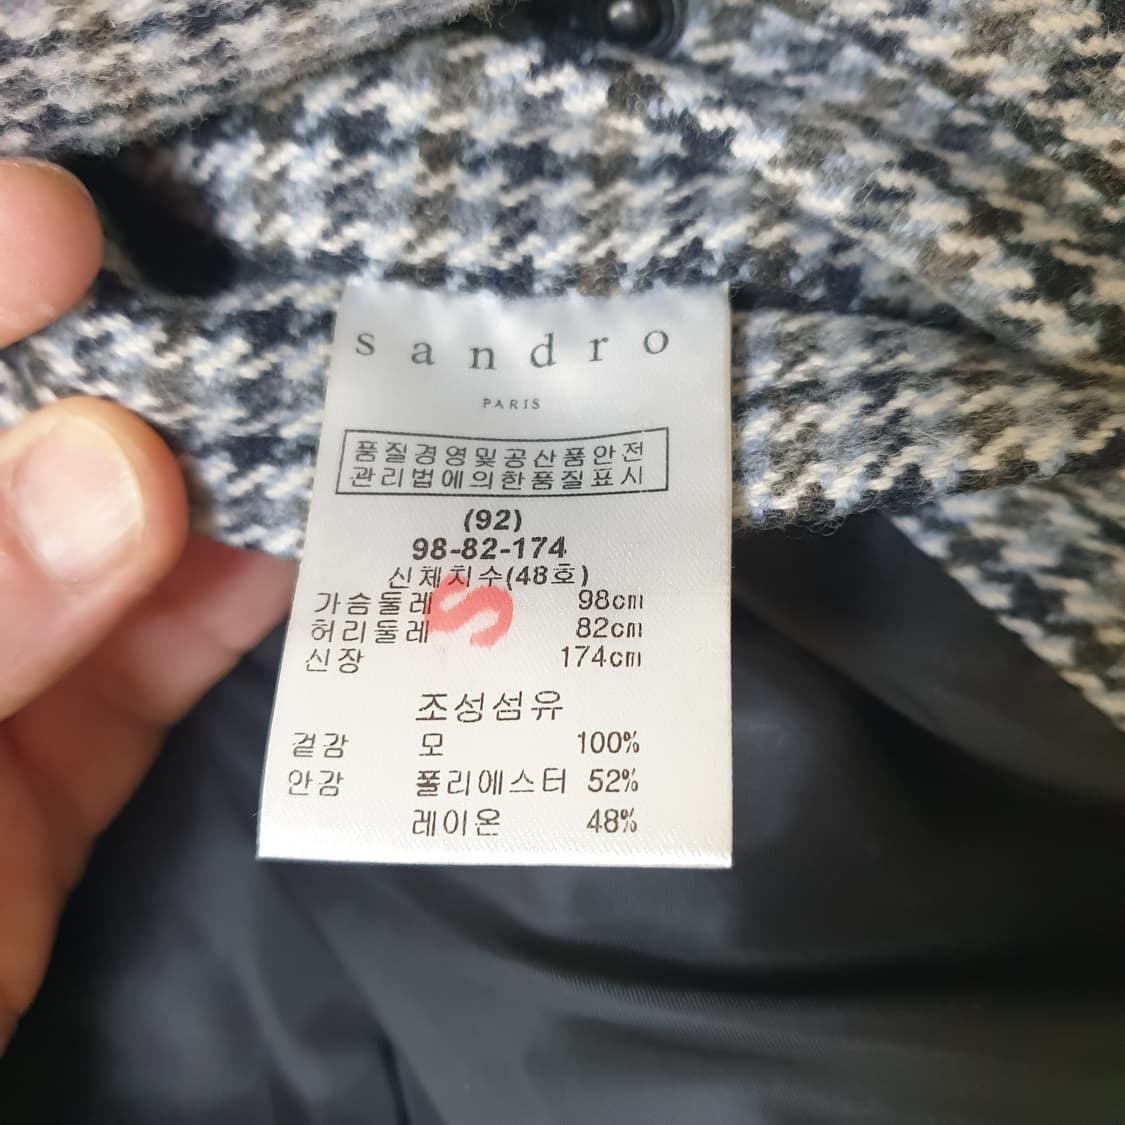 sandro
PARIS
품질경영및공산품안전
관리법에의한품질표시
(92)
98-82-174
신체치수(48호)
가슴둘레 98cm
허리둘레 82cm
신장 174cm
S
조성섬유
겉감 모 100%
안감 폴리에스터 52%
레이온 48%